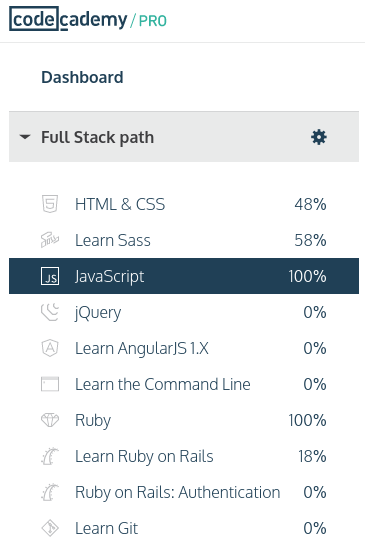 codecademy / PRO
Dashboard
Full Stack path
HTML & CSS 48%
Learn Sass 58%
JS JavaScript 100%
jQuery 0%
Learn AngularJS 1.X 0%
Learn the Command Line 0%
Ruby 100%
Learn Ruby on Rails 18%
Ruby on Rails: Authentication 0%
Learn Git 0%